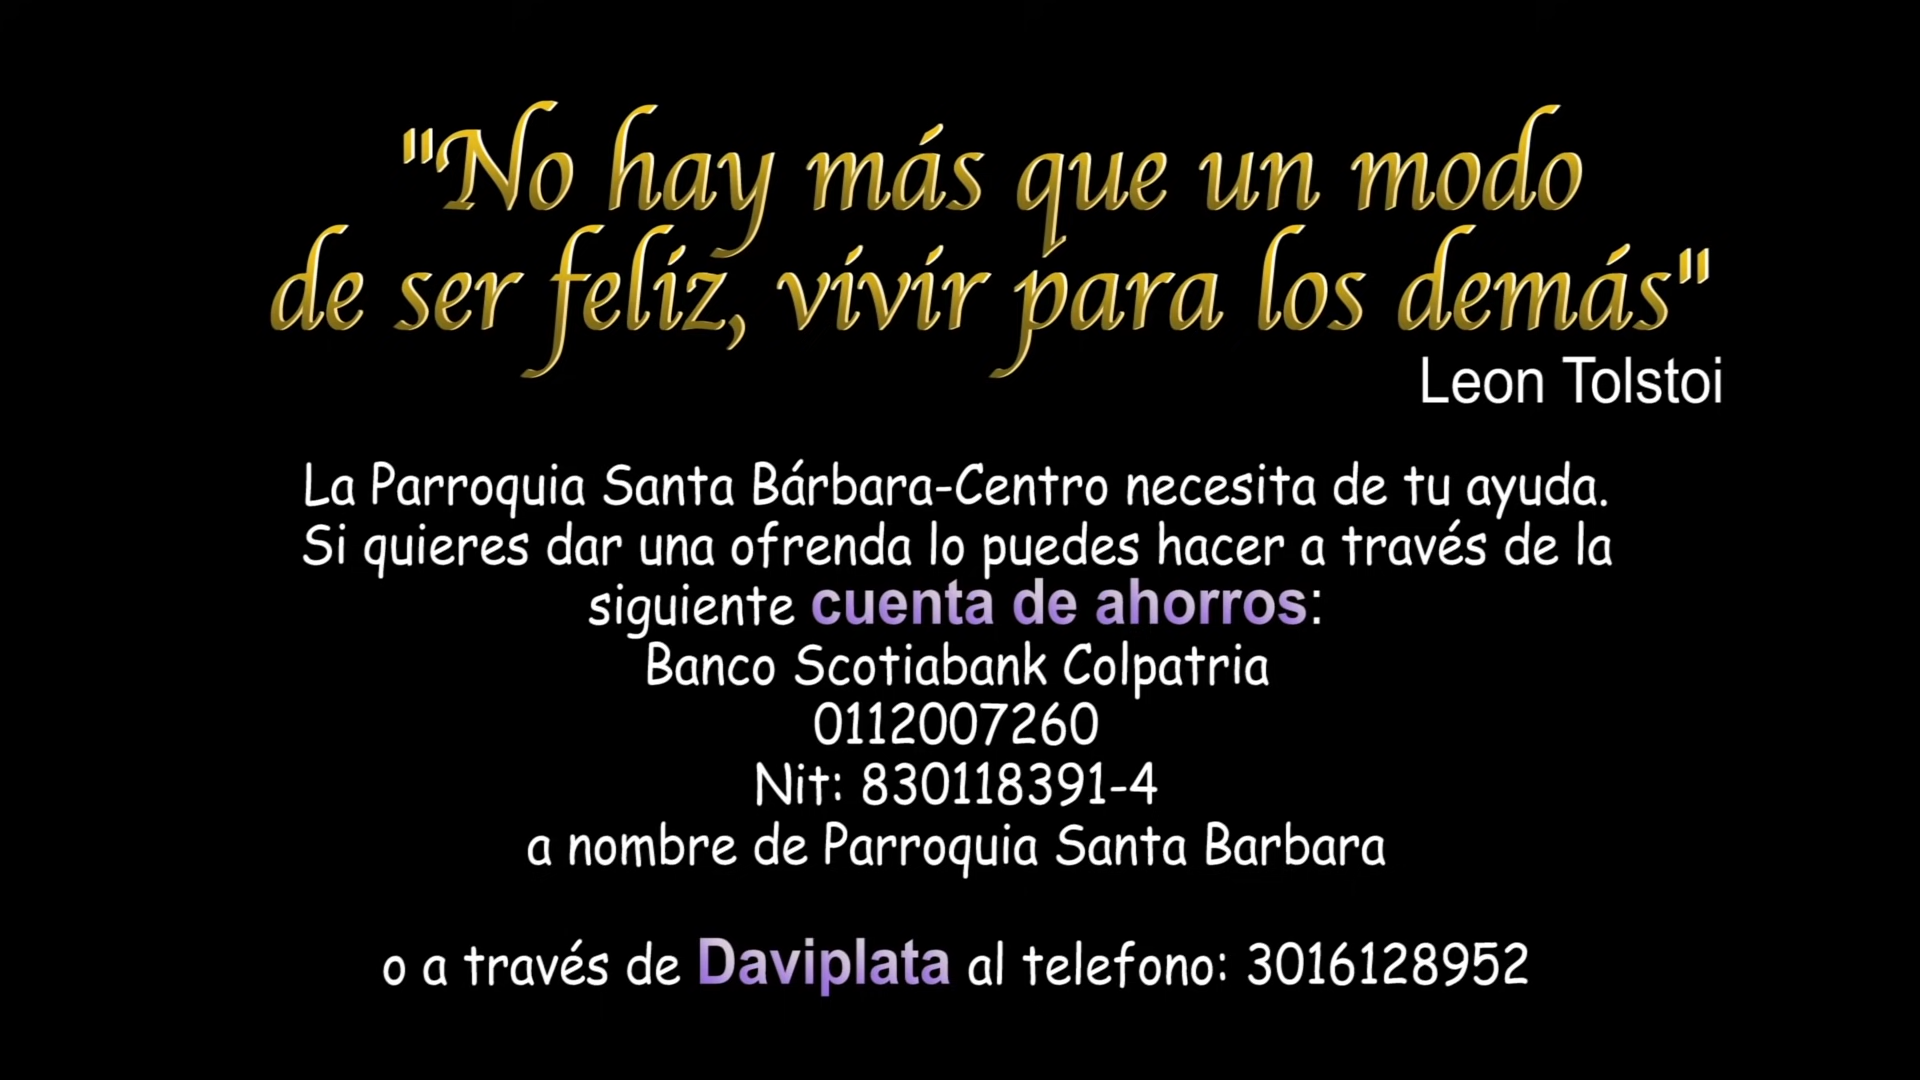 "No hay más que un modo
de ser feliz, vivir para los demás"
Leon Tolstoi
La Parroquia Santa Bárbara-Centro necesita de tu ayuda.
Si quieres dar una ofrenda lo puedes hacer a través de la
siguiente cuenta de ahorros:
Banco Scotiabank Colpatria
0112007260
Nit: 830118391-4
a nombre de Parroquia Santa Barbara
o a través de Daviplata al telefono: 3016128952